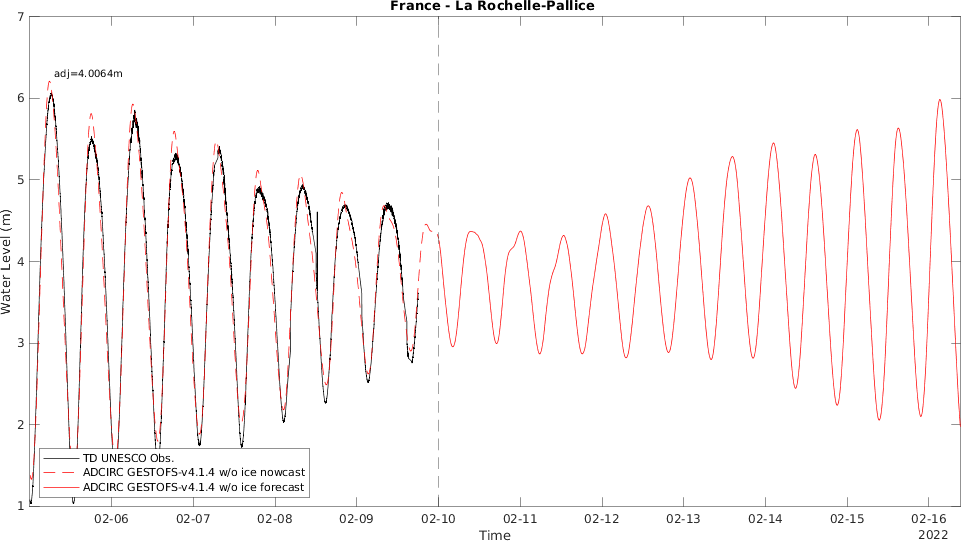 France - La Rochelle-Pallice
7
adj=4.0064m
6
5
4
3
2
1
Water Level (m)
TD UNESCO Obs.
ADCIRC GESTOFS-v4.1.4 w/o ice nowcast
ADCIRC GESTOFS-v4.1.4 w/o ice forecast
02-06 02-07 02-08 02-09 02-10 02-11 02-12 02-13 02-14 02-15 02-16
Time
2022